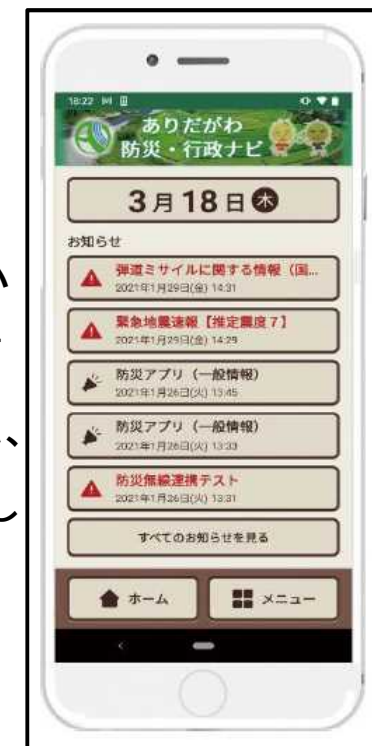 18:22
ありだがわ
防災・行政ナビ
3月18日 木
お知らせ
弾道ミサイルに関する情報（国...
2021年1月29日(金) 14:31
緊急地震速報【推定震度７】
2021年1月29日(金) 14:29
防災アプリ（一般情報）
2021年1月26日(火) 13:45
防災アプリ（一般情報）
2021年1月26日(火) 13:33
防災無線連携テスト
2021年1月26日(火) 13:31
すべてのお知らせを見る
ホーム
メニュー